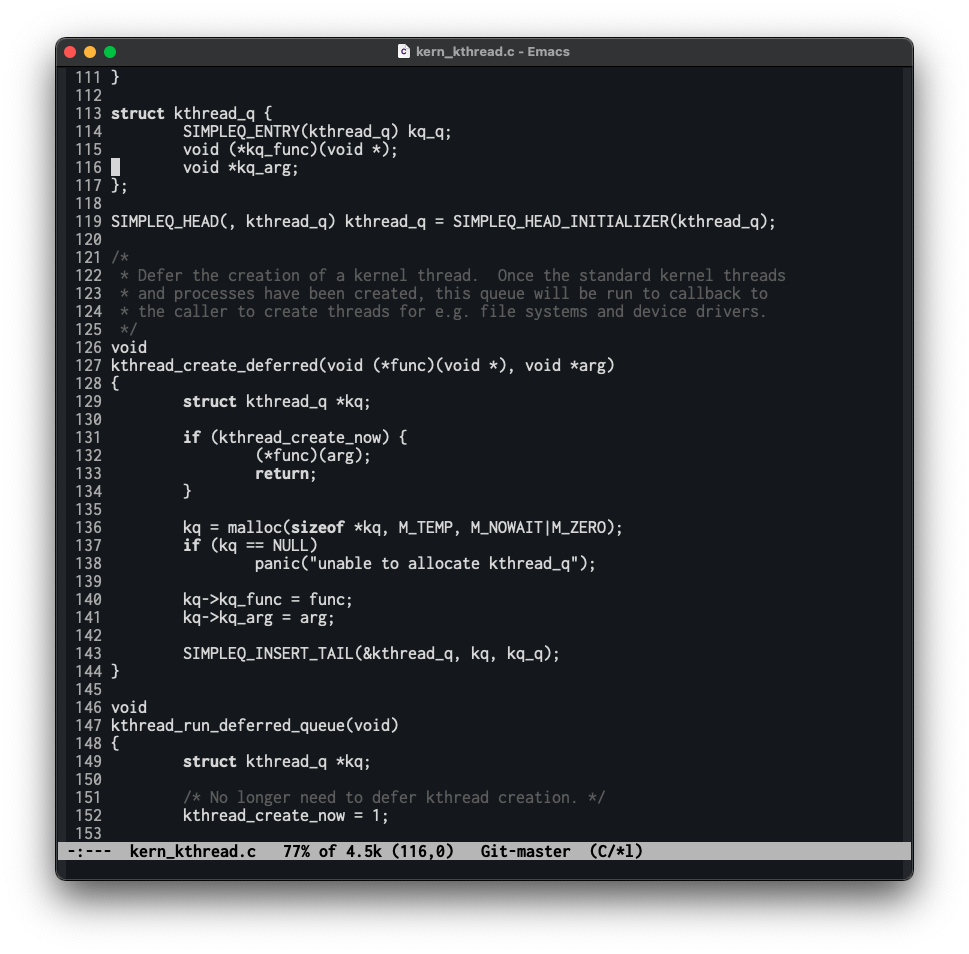 kern_kthread.c - Emacs
111 }
112
113 struct kthread_q {
114         SIMPLEQ_ENTRY(kthread_q) kq_q;
115         void (*kq_func)(void *);
116         void *kq_arg;
117 };
118
119 SIMPLEQ_HEAD(, kthread_q) kthread_q = SIMPLEQ_HEAD_INITIALIZER(kthread_q);
120
121 /*
122  * Defer the creation of a kernel thread.  Once the standard kernel threads
123  * and processes have been created, this queue will be run to callback to
124  * the caller to create threads for e.g. file systems and device drivers.
125  */
126 void
127 kthread_create_deferred(void (*func)(void *), void *arg)
128 {
129         struct kthread_q *kq;
130
131         if (kthread_create_now) {
132                 (*func)(arg);
133                 return;
134         }
135
136         kq = malloc(sizeof *kq, M_TEMP, M_NOWAIT|M_ZERO);
137         if (kq == NULL)
138                 panic("unable to allocate kthread_q");
139
140         kq->kq_func = func;
141         kq->kq_arg = arg;
142
143         SIMPLEQ_INSERT_TAIL(&kthread_q, kq, kq_q);
144 }
145
146 void
147 kthread_run_deferred_queue(void)
148 {
149         struct kthread_q *kq;
150
151         /* No longer need to defer kthread creation. */
152         kthread_create_now = 1;
153
-:---  kern_kthread.c   77% of 4.5k (116,0)   Git-master  (C/*l)